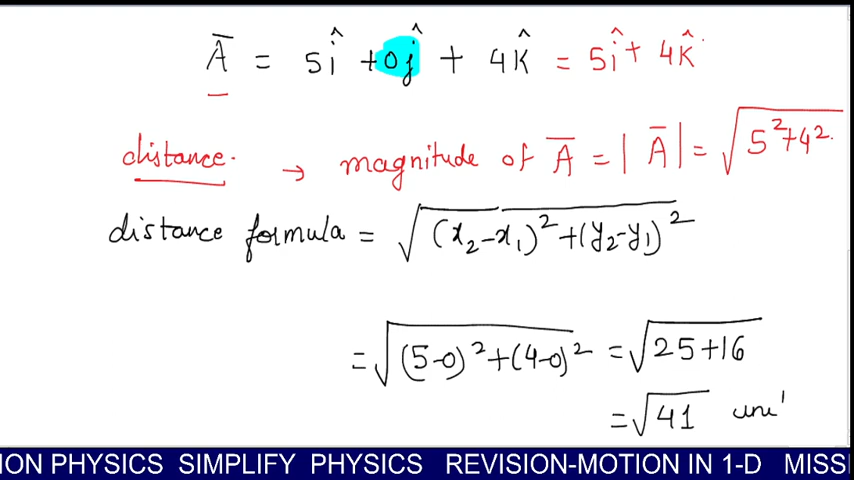 Ā = 5î + 0ĵ + 4k̂ = 5î + 4k̂
distance. → magnitude of Ā = |Ā| = √(5²+4²)
distance formula = √((x₂-x₁)²+(y₂-y₁)²)
= √((5-0)²+(4-0)²) = √(25+16)
= √41 uni
ION PHYSICS SIMPLIFY PHYSICS REVISION-MOTION IN 1-D MISS